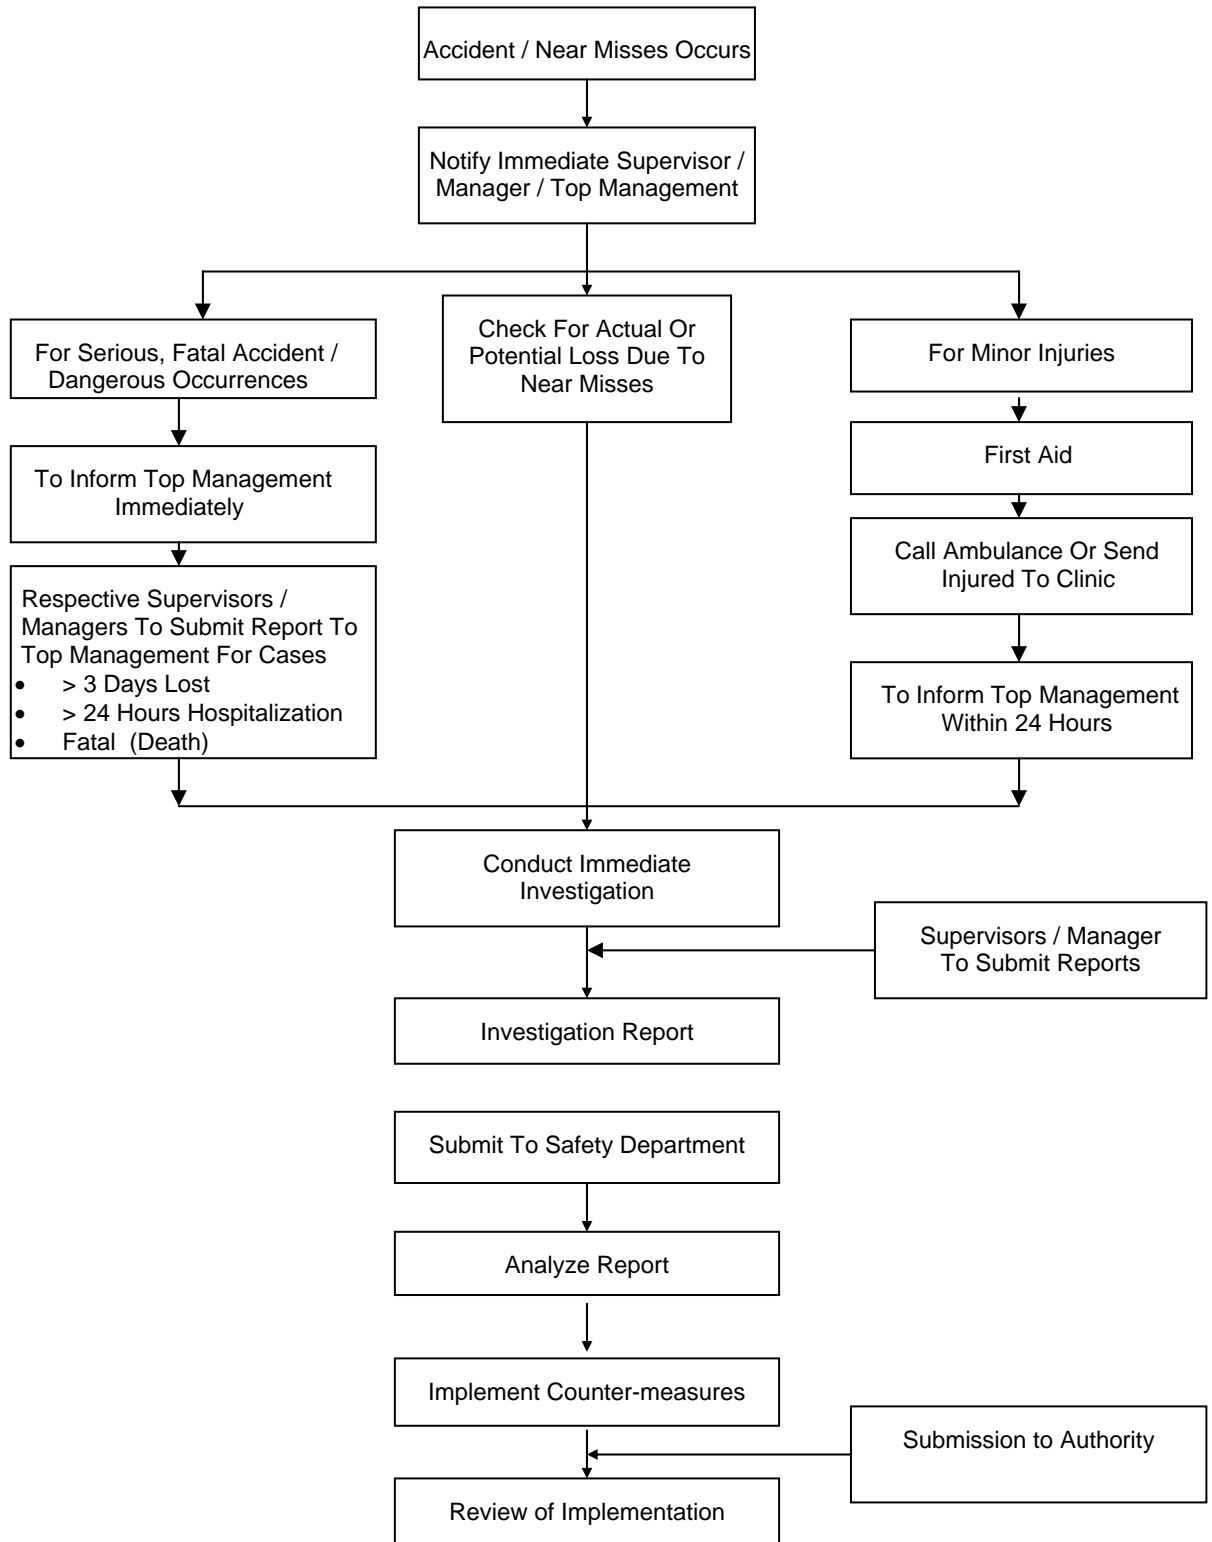 Accident / Near Misses Occurs
Notify Immediate Supervisor /
Manager / Top Management
For Serious, Fatal Accident /
Dangerous Occurrences
To Inform Top Management
Immediately
Respective Supervisors /
Managers To Submit Report To
Top Management For Cases
• > 3 Days Lost
• > 24 Hours Hospitalization
• Fatal (Death)
Check For Actual Or
Potential Loss Due To
Near Misses
For Minor Injuries
First Aid
Call Ambulance Or Send
Injured To Clinic
To Inform Top Management
Within 24 Hours
Conduct Immediate
Investigation
Supervisors / Manager
To Submit Reports
Investigation Report
Submit To Safety Department
Analyze Report
Implement Counter-measures
Submission to Authority
Review of Implementation